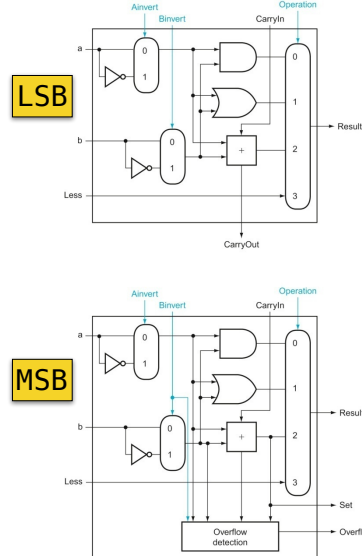 Ainvert
Operation
Binvert
CarryIn
a
0
1
0
LSB
1
b
0
1
+
2
Result
Less
3
CarryOut
Ainvert
Operation
Binvert
CarryIn
a
0
1
0
MSB
1
b
0
1
+
2
Result
Less
3
Set
Overflow
detection
Overfl